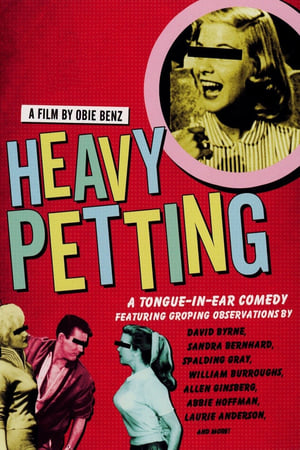 A FILM BY OBIE BENZ
HEAVY
PETTING
A TONGUE-IN-EAR COMEDY
FEATURING GROPING OBSERVATIONS BY
DAVID BYRNE,
SANDRA BERNHARD,
SPALDING GRAY,
WILLIAM BURROUGHS,
ALLEN GINSBERG,
ABBIE HOFFMAN,
LAURIE ANDERSON,
AND MORE!